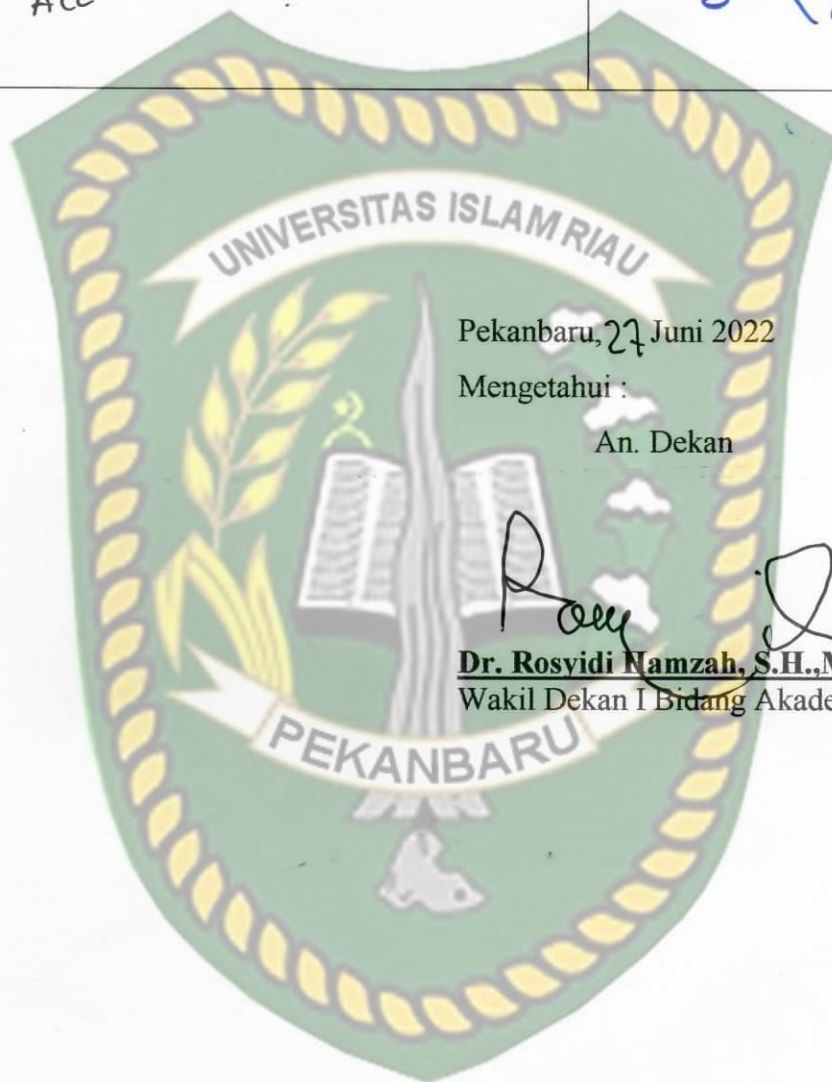 Acc
UNIVERSITAS ISLAM RIAU
Pekanbaru, 27 Juni 2022
Mengetahui :
An. Dekan
Dr. Rosyidi Hamzah, S.H.,M
Wakil Dekan I Bidang Akade
PEKANBARU